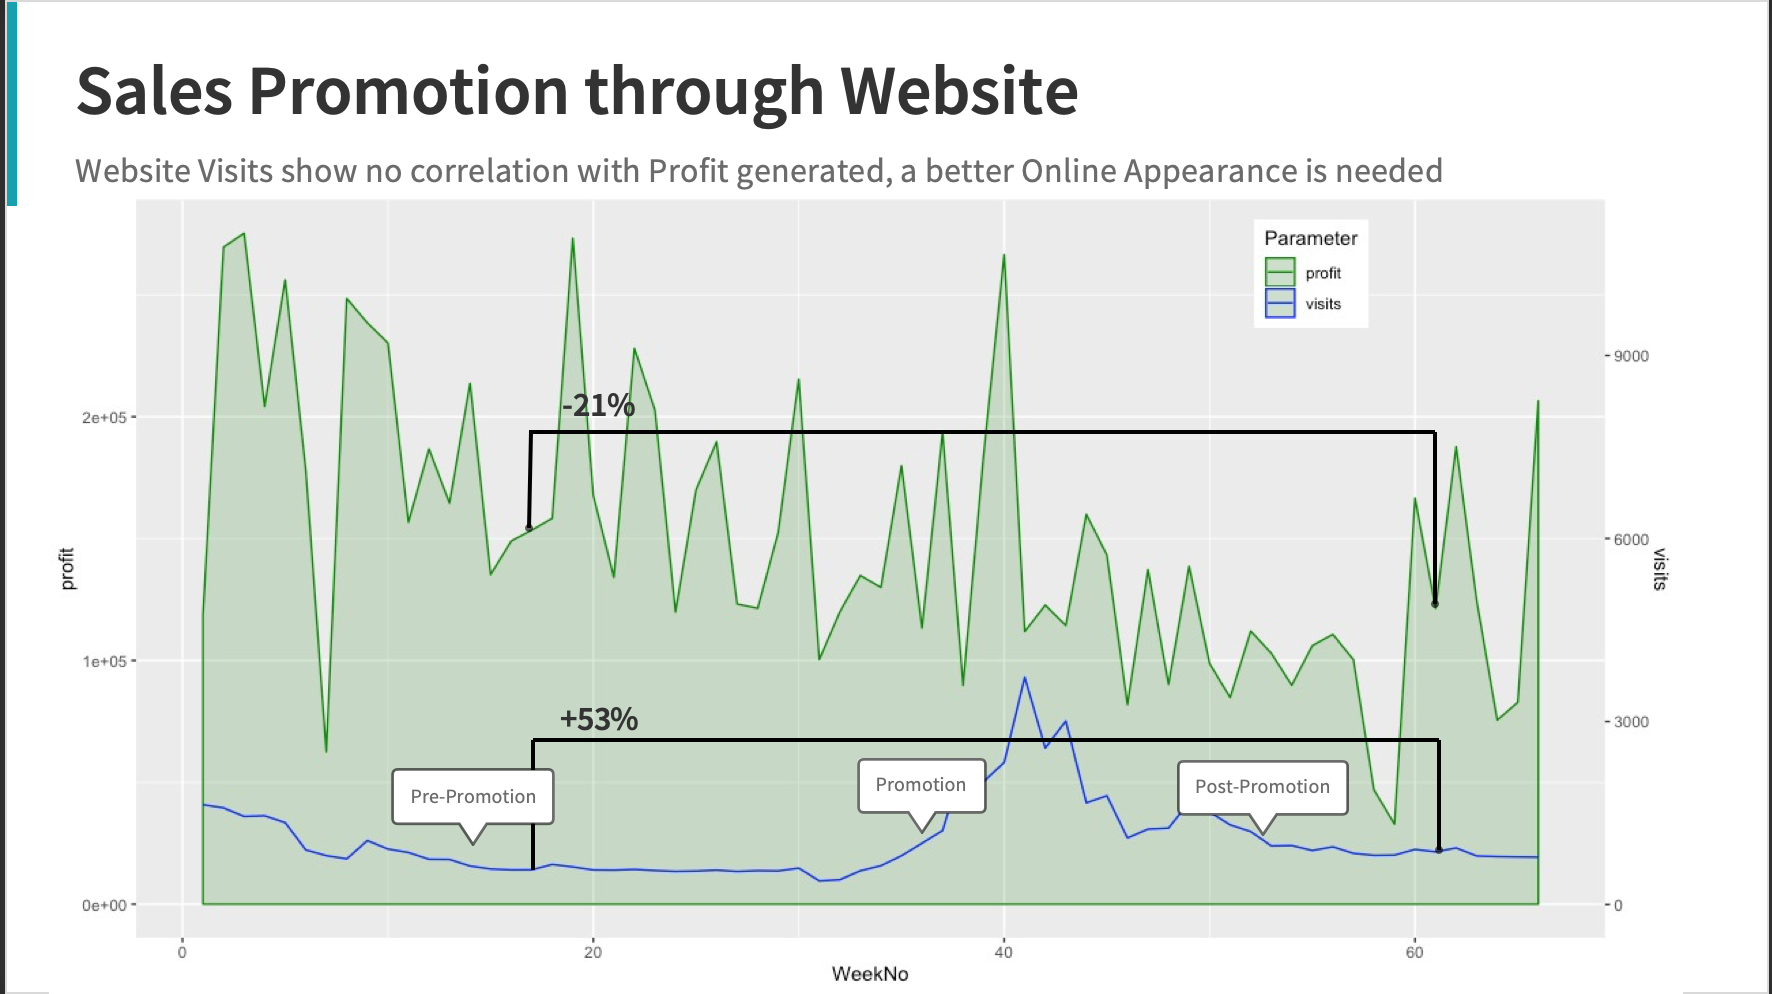 Sales Promotion through Website
Website Visits show no correlation with Profit generated, a better Online Appearance is needed
Parameter
profit
visits
9000
-21%
2e+05
6000
profit
visits
1e+05
+53%
3000
Pre-Promotion
Promotion
Post-Promotion
0e+00
0
0
20
40
60
WeekNo